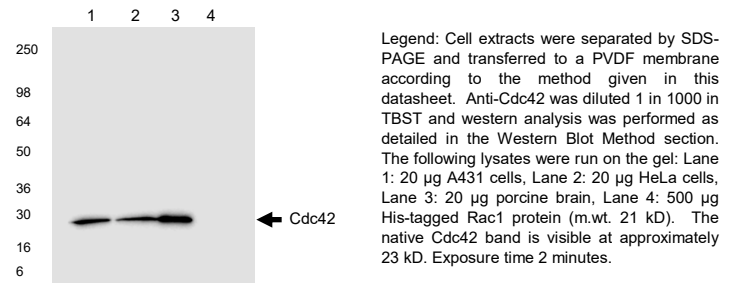 1 2 3 4
250
98
64
50
36
30
16
6
Cdc42
Legend: Cell extracts were separated by SDS-
PAGE and transferred to a PVDF membrane
according to the method given in this
datasheet. Anti-Cdc42 was diluted 1 in 1000 in
TBST and western analysis was performed as
detailed in the Western Blot Method section.
The following lysates were run on the gel: Lane
1: 20 µg A431 cells, Lane 2: 20 µg HeLa cells,
Lane 3: 20 µg porcine brain, Lane 4: 500 µg
His-tagged Rac1 protein (m.wt. 21 kD). The
native Cdc42 band is visible at approximately
23 kD. Exposure time 2 minutes.